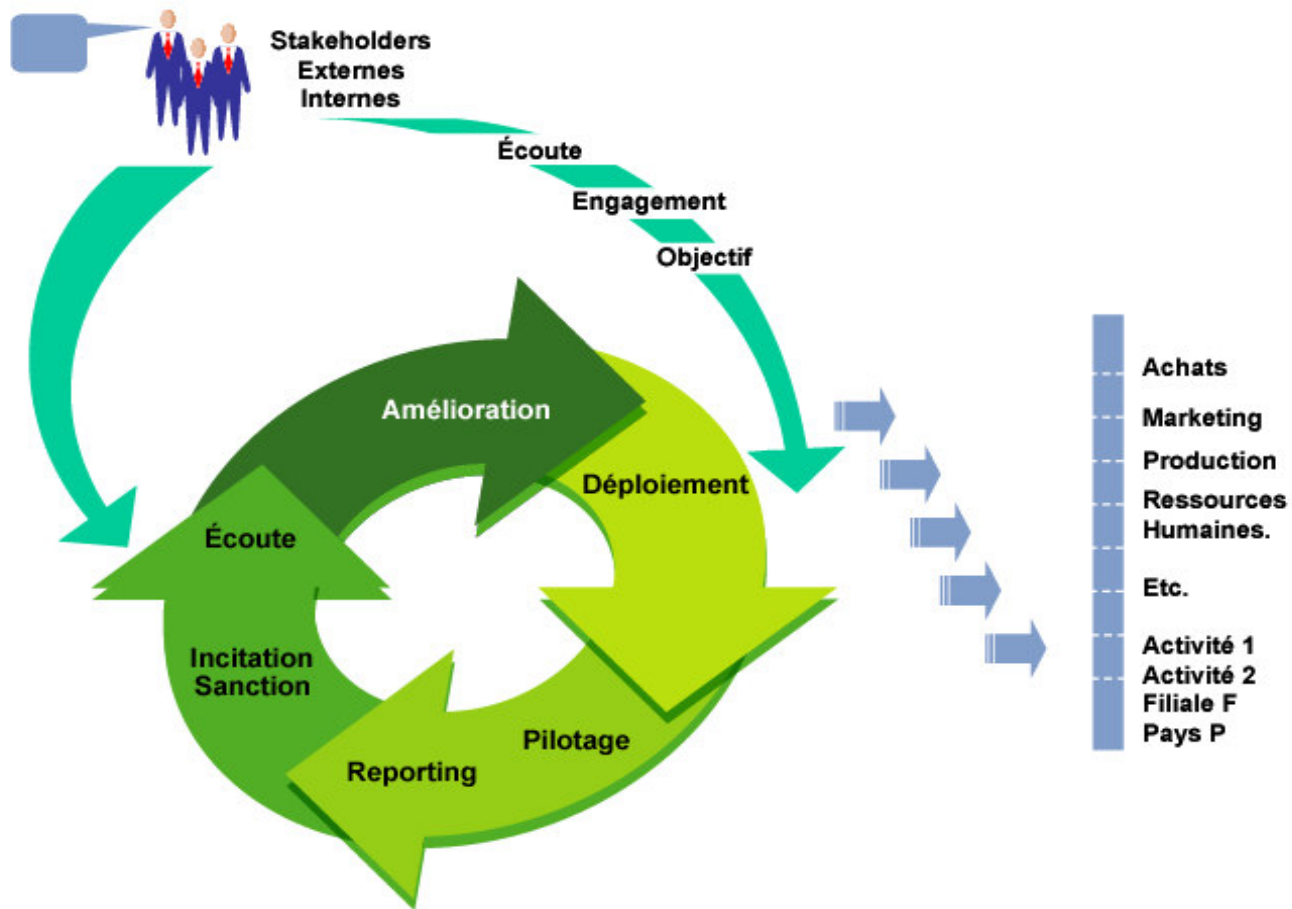 Stakeholders
Externes
Internes
Écoute
Engagement
Objectif
Amélioration
Déploiement
Écoute
Incitation
Sanction
Pilotage
Reporting
Achats
Marketing
Production
Ressources
Humaines.
Etc.
Activité 1
Activité 2
Filiale F
Pays P